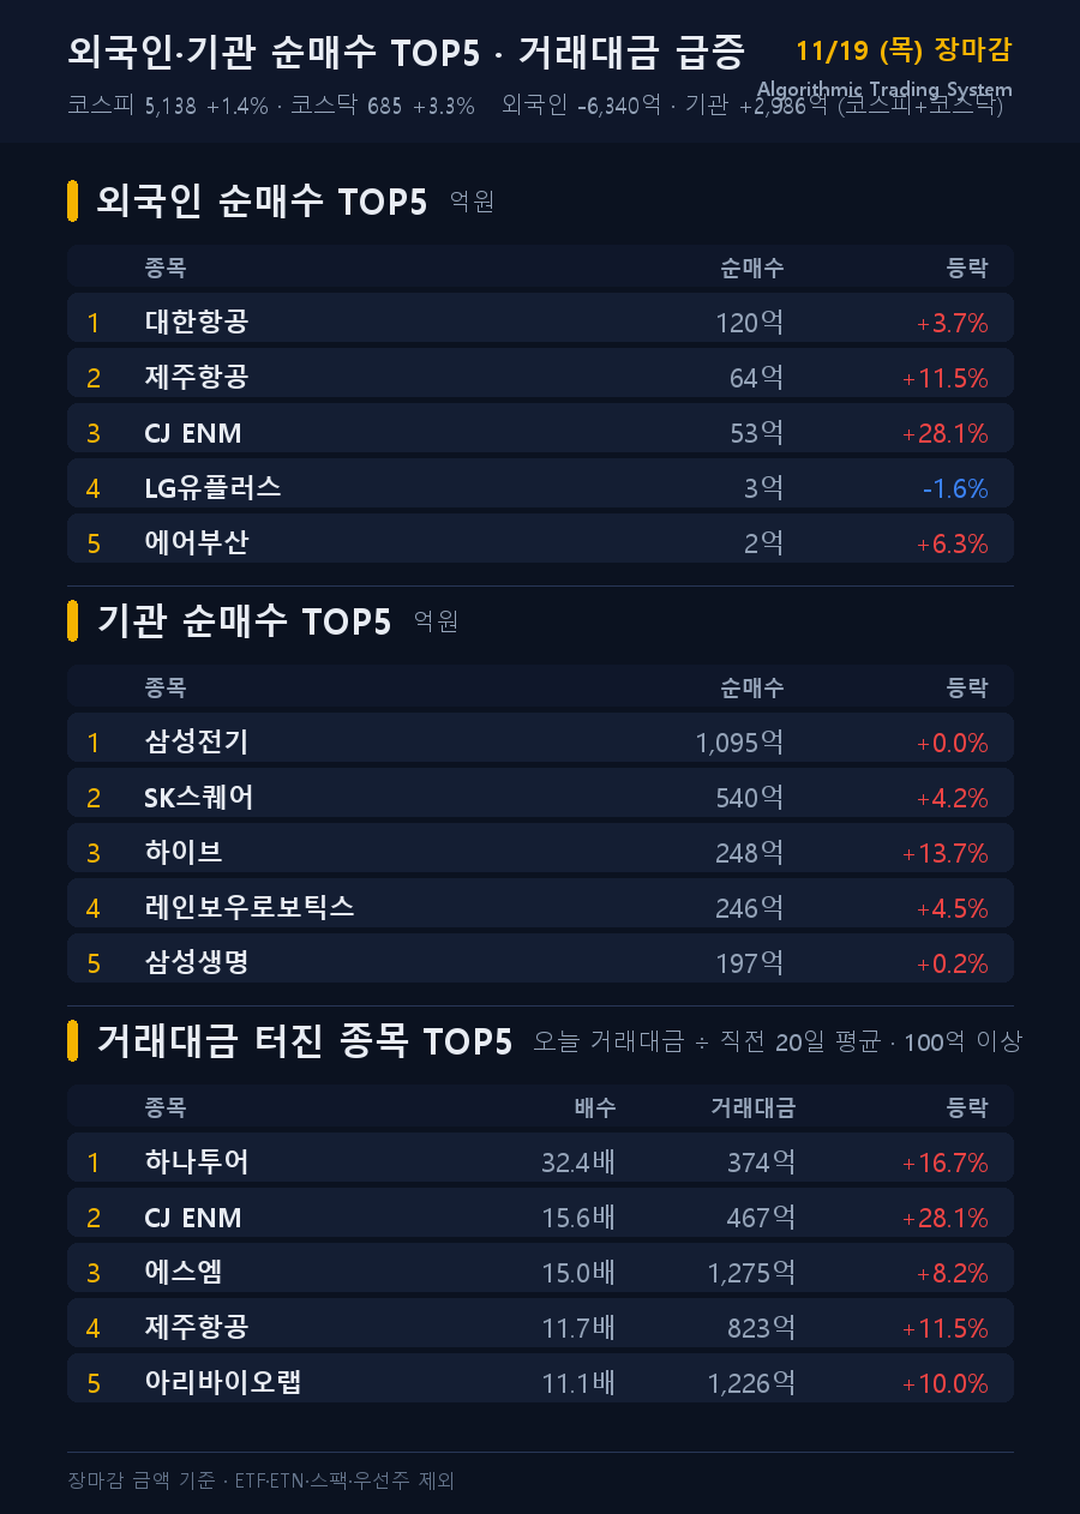 외국인·기관 순매수 TOP5 · 거래대금 급증
11/19 (목) 장마감
Algorithmic Trading System
코스피 5,138 +1.4% · 코스닥 685 +3.3% 외국인 -6,340억 · 기관 +2,986억 (코스피+코스닥)
외국인 순매수 TOP5 억원
종목 순매수 등락
1 대한항공 120억 +3.7%
2 제주항공 64억 +11.5%
3 CJ ENM 53억 +28.1%
4 LG유플러스 3억 -1.6%
5 에어부산 2억 +6.3%
기관 순매수 TOP5 억원
종목 순매수 등락
1 삼성전기 1,095억 +0.0%
2 SK스퀘어 540억 +4.2%
3 하이브 248억 +13.7%
4 레인보우로보틱스 246억 +4.5%
5 삼성생명 197억 +0.2%
거래대금 터진 종목 TOP5 오늘 거래대금 ÷ 직전 20일 평균 · 100억 이상
종목 배수 거래대금 등락
1 하나투어 32.4배 374억 +16.7%
2 CJ ENM 15.6배 467억 +28.1%
3 에스엠 15.0배 1,275억 +8.2%
4 제주항공 11.7배 823억 +11.5%
5 아리바이오랩 11.1배 1,226억 +10.0%
장마감 금액 기준 · ETF·ETN·스팩·우선주 제외